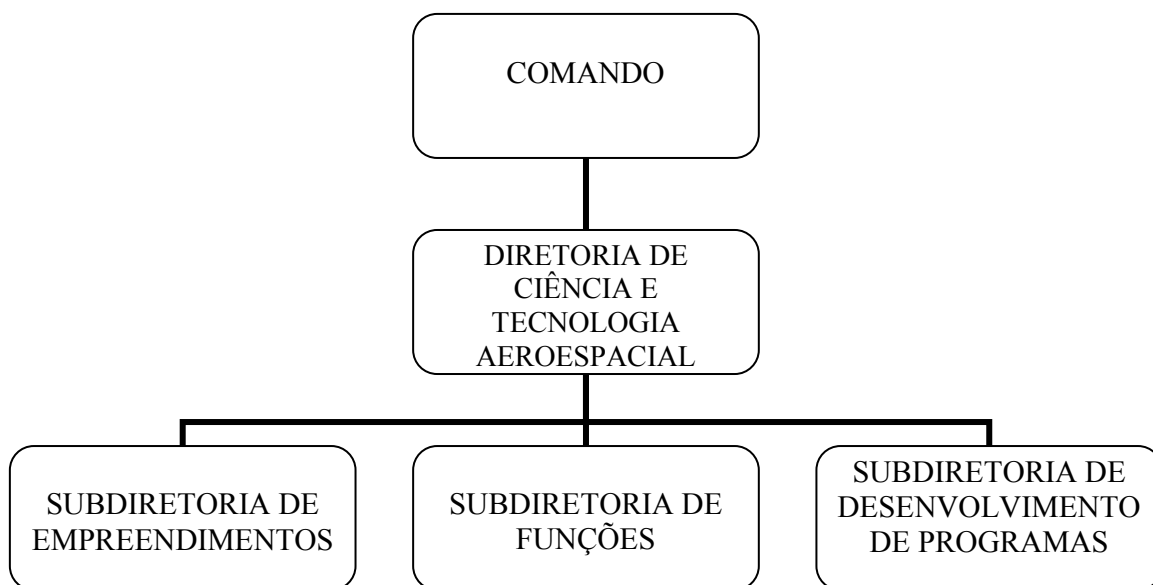 COMANDO
DIRETORIA DE
CIÊNCIA E
TECNOLOGIA
AEROESPACIAL
SUBDIRETORIA DE
EMPREENDIMENTOS
SUBDIRETORIA DE
FUNÇÕES
SUBDIRETORIA DE
DESENVOLVIMENTO
DE PROGRAMAS